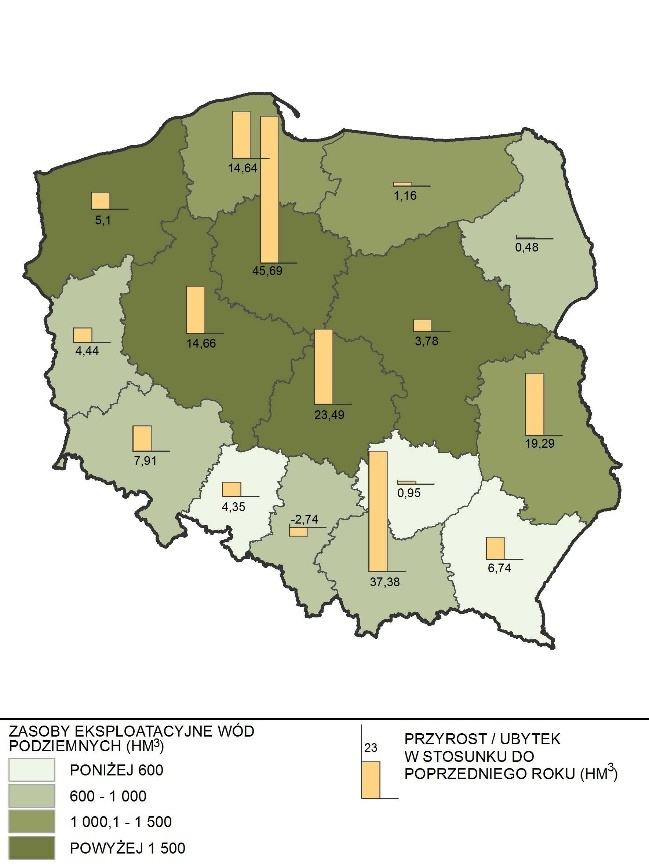 14,64
1,16
5,1
0,48
45,69
14,66
3,78
4,44
23,49
19,29
7,91
0,95
4,35
-2,74
37,38
6,74
ZASOBY EKSPLOATACYJNE WÓD
PODZIEMNYCH (HM³)
PONIŻEJ 600
600 - 1 000
1 000,1 - 1 500
POWYŻEJ 1 500
23
PRZYROST / UBYTEK
W STOSUNKU DO
POPRZEDNIEGO ROKU (HM³)